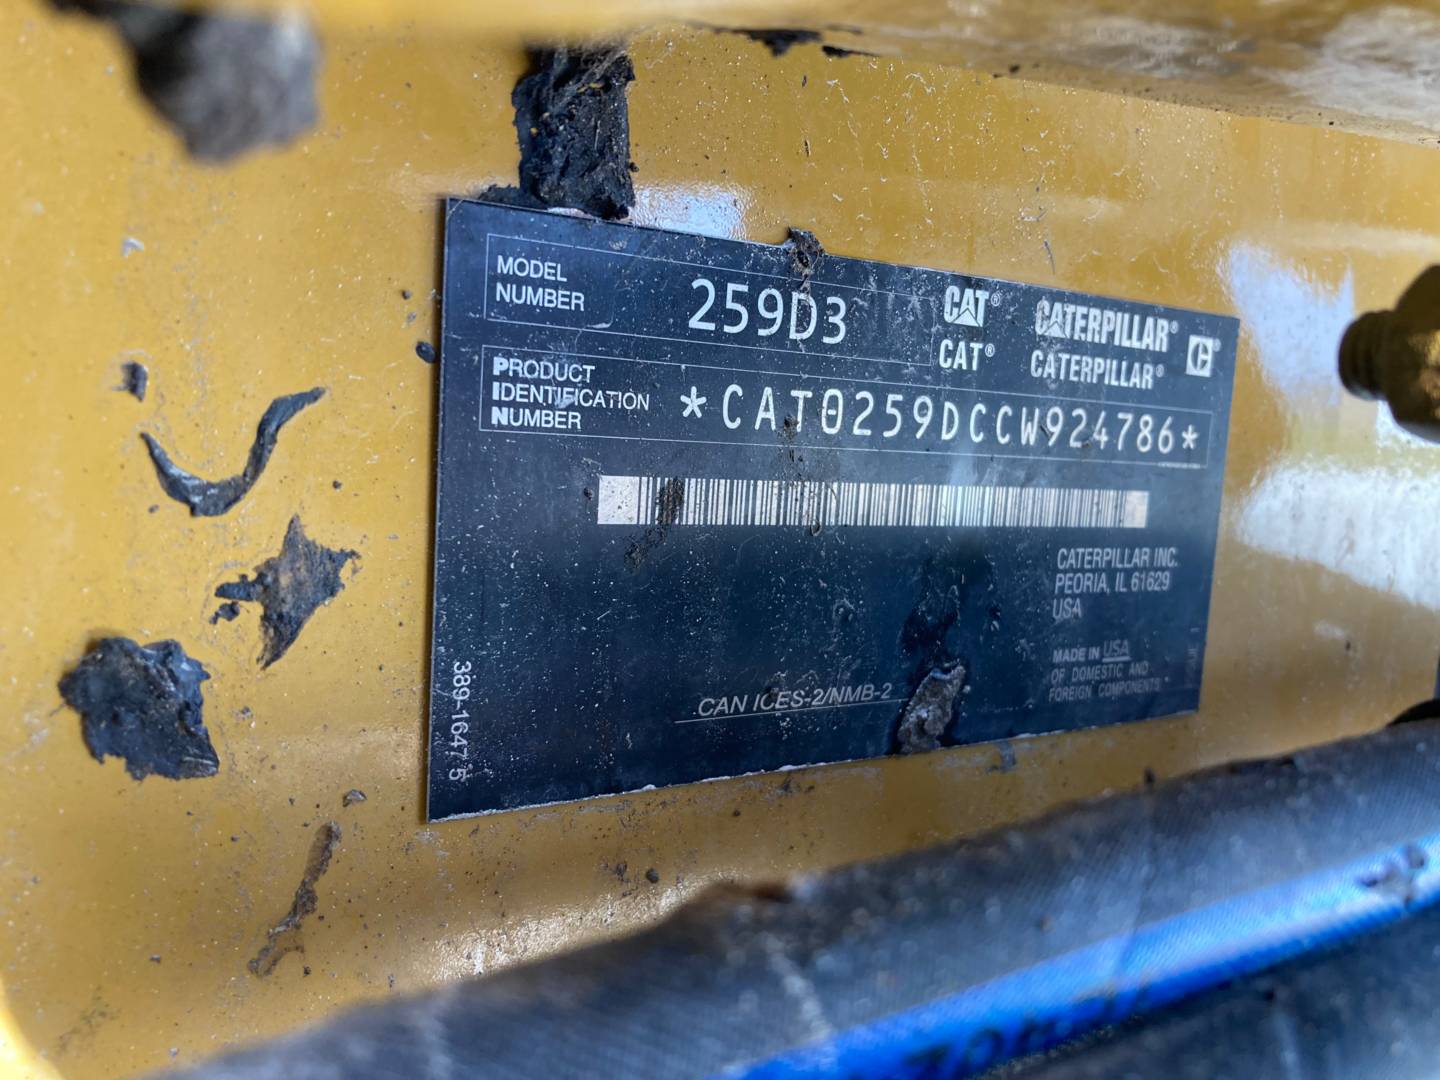 MODEL
NUMBER
259D3
CAT® CATERPILLAR® C®
CAT® CATERPILLAR®
PRODUCT
IDENTIFICATION
NUMBER
*CAT0259DCCW924786*
CATERPILLAR INC.
PEORIA, IL 61629
USA
MADE IN USA
OF DOMESTIC AND
FOREIGN COMPONENTS
CAN ICES-2/NMB-2
389-1647 5